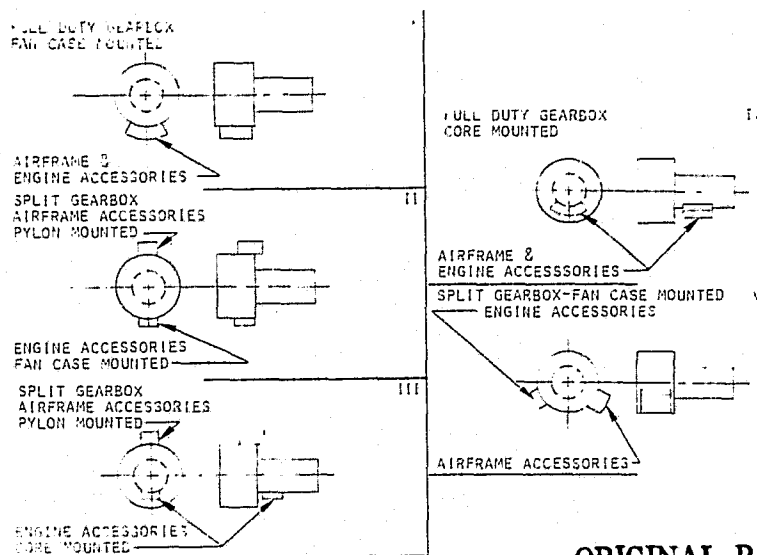 FULL DUTY GEARBOX
FAN CASE MOUNTED
AIRFRAME &
ENGINE ACCESSORIES
II
SPLIT GEARBOX
AIRFRAME ACCESSORIES
PYLON MOUNTED
ENGINE ACCESSORIES
FAN CASE MOUNTED
III
SPLIT GEARBOX
AIRFRAME ACCESSORIES
PYLON MOUNTED
ENGINE ACCESSORIES
CORE MOUNTED
FULL DUTY GEARBOX
CORE MOUNTED
AIRFRAME &
ENGINE ACCESSSORIES
SPLIT GEARBOX-FAN CASE MOUNTED
ENGINE ACCESSORIES
AIRFRAME ACCESSORIES
ORIGINAL